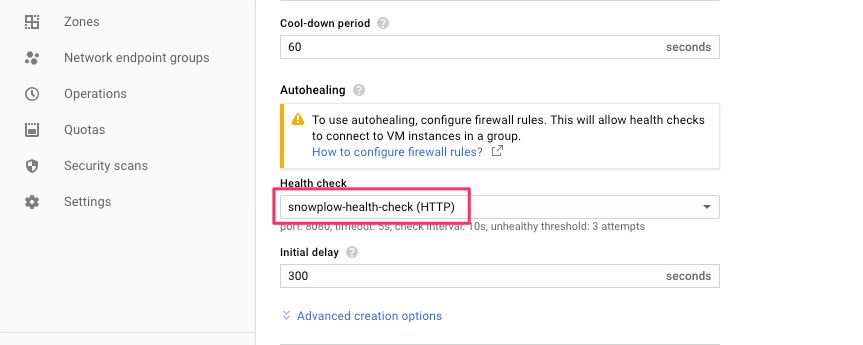 Zones
Network endpoint groups
Operations
Quotas
Security scans
Settings
Cool-down period ?
60 seconds
Autohealing ?
To use autohealing, configure firewall rules. This will allow health checks
to connect to VM instances in a group.
How to configure firewall rules?
Health check
snowplow-health-check (HTTP)
port: 8080, timeout: 5s, check interval: 10s, unhealthy threshold: 3 attempts
Initial delay ?
300 seconds
Advanced creation options